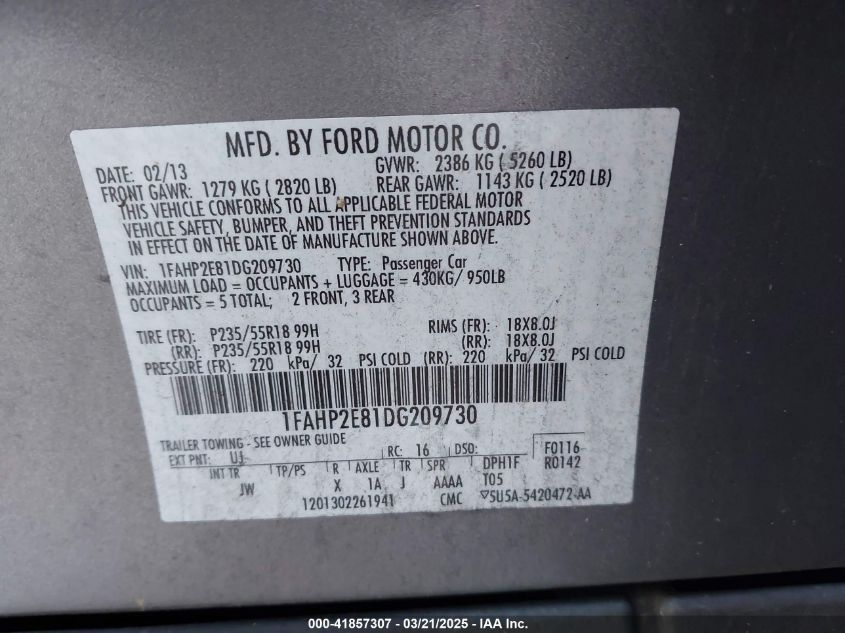 MFD. BY FORD MOTOR CO.
DATE: 02/13 GVWR: 2386 KG ( 5260 LB)
FRONT GAWR: 1279 KG ( 2820 LB) REAR GAWR: 1143 KG ( 2520 LB)
THIS VEHICLE CONFORMS TO ALL APPLICABLE FEDERAL MOTOR
VEHICLE SAFETY, BUMPER, AND THEFT PREVENTION STANDARDS
IN EFFECT ON THE DATE OF MANUFACTURE SHOWN ABOVE.
VIN: 1FAHP2E81DG209730 TYPE: Passenger Car
MAXIMUM LOAD = OCCUPANTS + LUGGAGE = 430KG/ 950LB
OCCUPANTS = 5 TOTAL; 2 FRONT, 3 REAR
TIRE (FR): P235/55R18 99H RIMS (FR): 18X8.0J
(RR): P235/55R18 99H (RR): 18X8.0J
PRESSURE (FR): 220 kPa/ 32 PSI COLD (RR): 220 kPa/ 32 PSI COLD
1FAHP2E81DG209730
TRAILER TOWING - SEE OWNER GUIDE
EXT PNT: UJ RC: 16 DSO: F0116
INT TR TP/PS R AXLE TR SPR DPH1F R0142
JW X 1A J AAAA T05
1201302261941 CMC ▽5U5A-5420472-AA
000-41857307 - 03/21/2025 - IAA Inc.